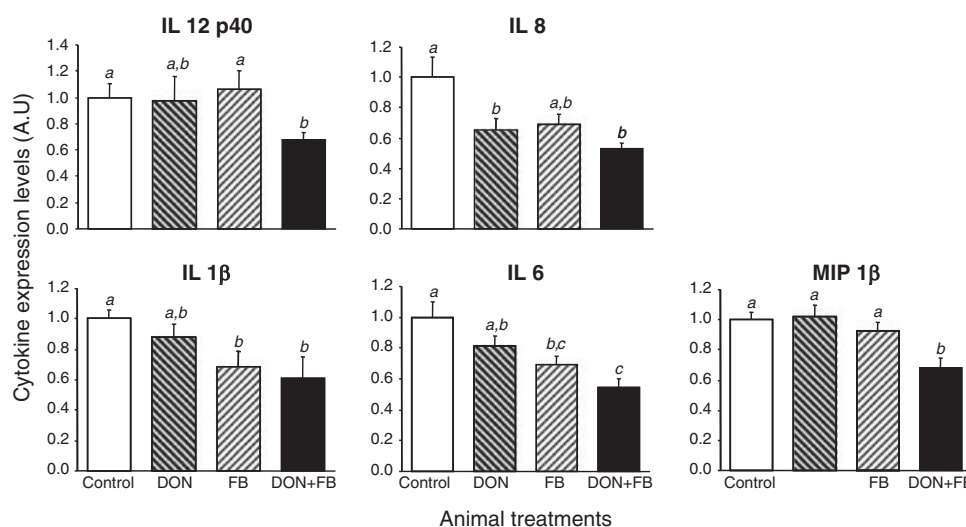 IL 12 p40
1.4
1.2
1.0
0.8
0.6
0.4
0.2
0.0
a
a,b
a
b
IL 8
1.2
1.0
0.8
0.6
0.4
0.2
0.0
a
b
a,b
b
Cytokine expression levels (A.U)
IL 1β
1.2
1.0
0.8
0.6
0.4
0.2
0.0
a
a,b
b
b
Control DON FB DON+FB
IL 6
1.2
1.0
0.8
0.6
0.4
0.2
0.0
a
a,b
b,c
c
Control DON FB DON+FB
MIP 1β
1.2
1.0
0.8
0.6
0.4
0.2
0.0
a
a
a
b
Control FB DON+FB
Animal treatments